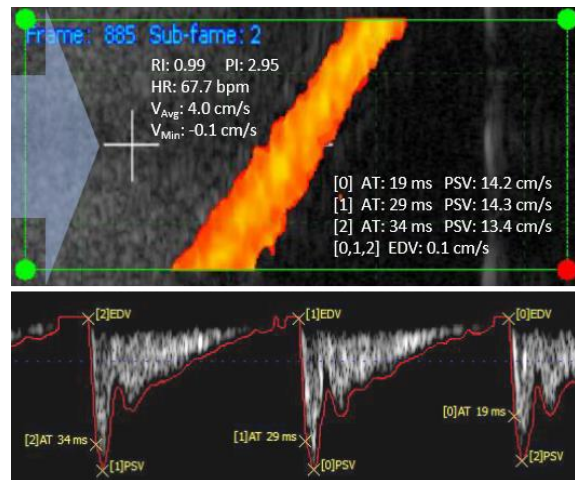 Frame: 885 Sub-fame: 2
RI: 0.99 PI: 2.95
HR: 67.7 bpm
VAvg: 4.0 cm/s
VMin: -0.1 cm/s
[0] AT: 19 ms PSV: 14.2 cm/s
[1] AT: 29 ms PSV: 14.3 cm/s
[2] AT: 34 ms PSV: 13.4 cm/s
[0,1,2] EDV: 0.1 cm/s
[2]EDV
[1]EDV
[0]EDV
[2]AT 34 ms
[1]AT 29 ms
[0]AT 19 ms
[1]PSV
[0]PSV
[2]PSV